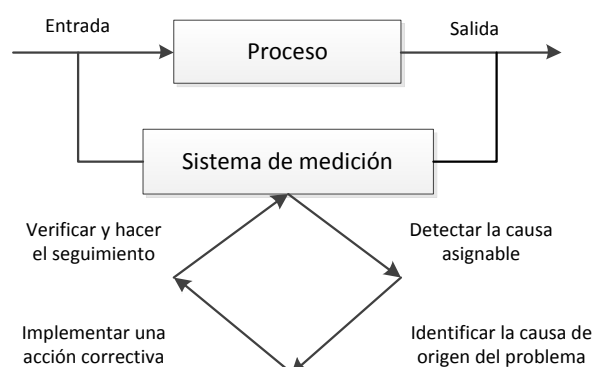 Entrada
Proceso
Salida
Sistema de medición
Verificar y hacer
el seguimiento
Detectar la causa
asignable
Implementar una
acción correctiva
Identificar la causa de
origen del problema